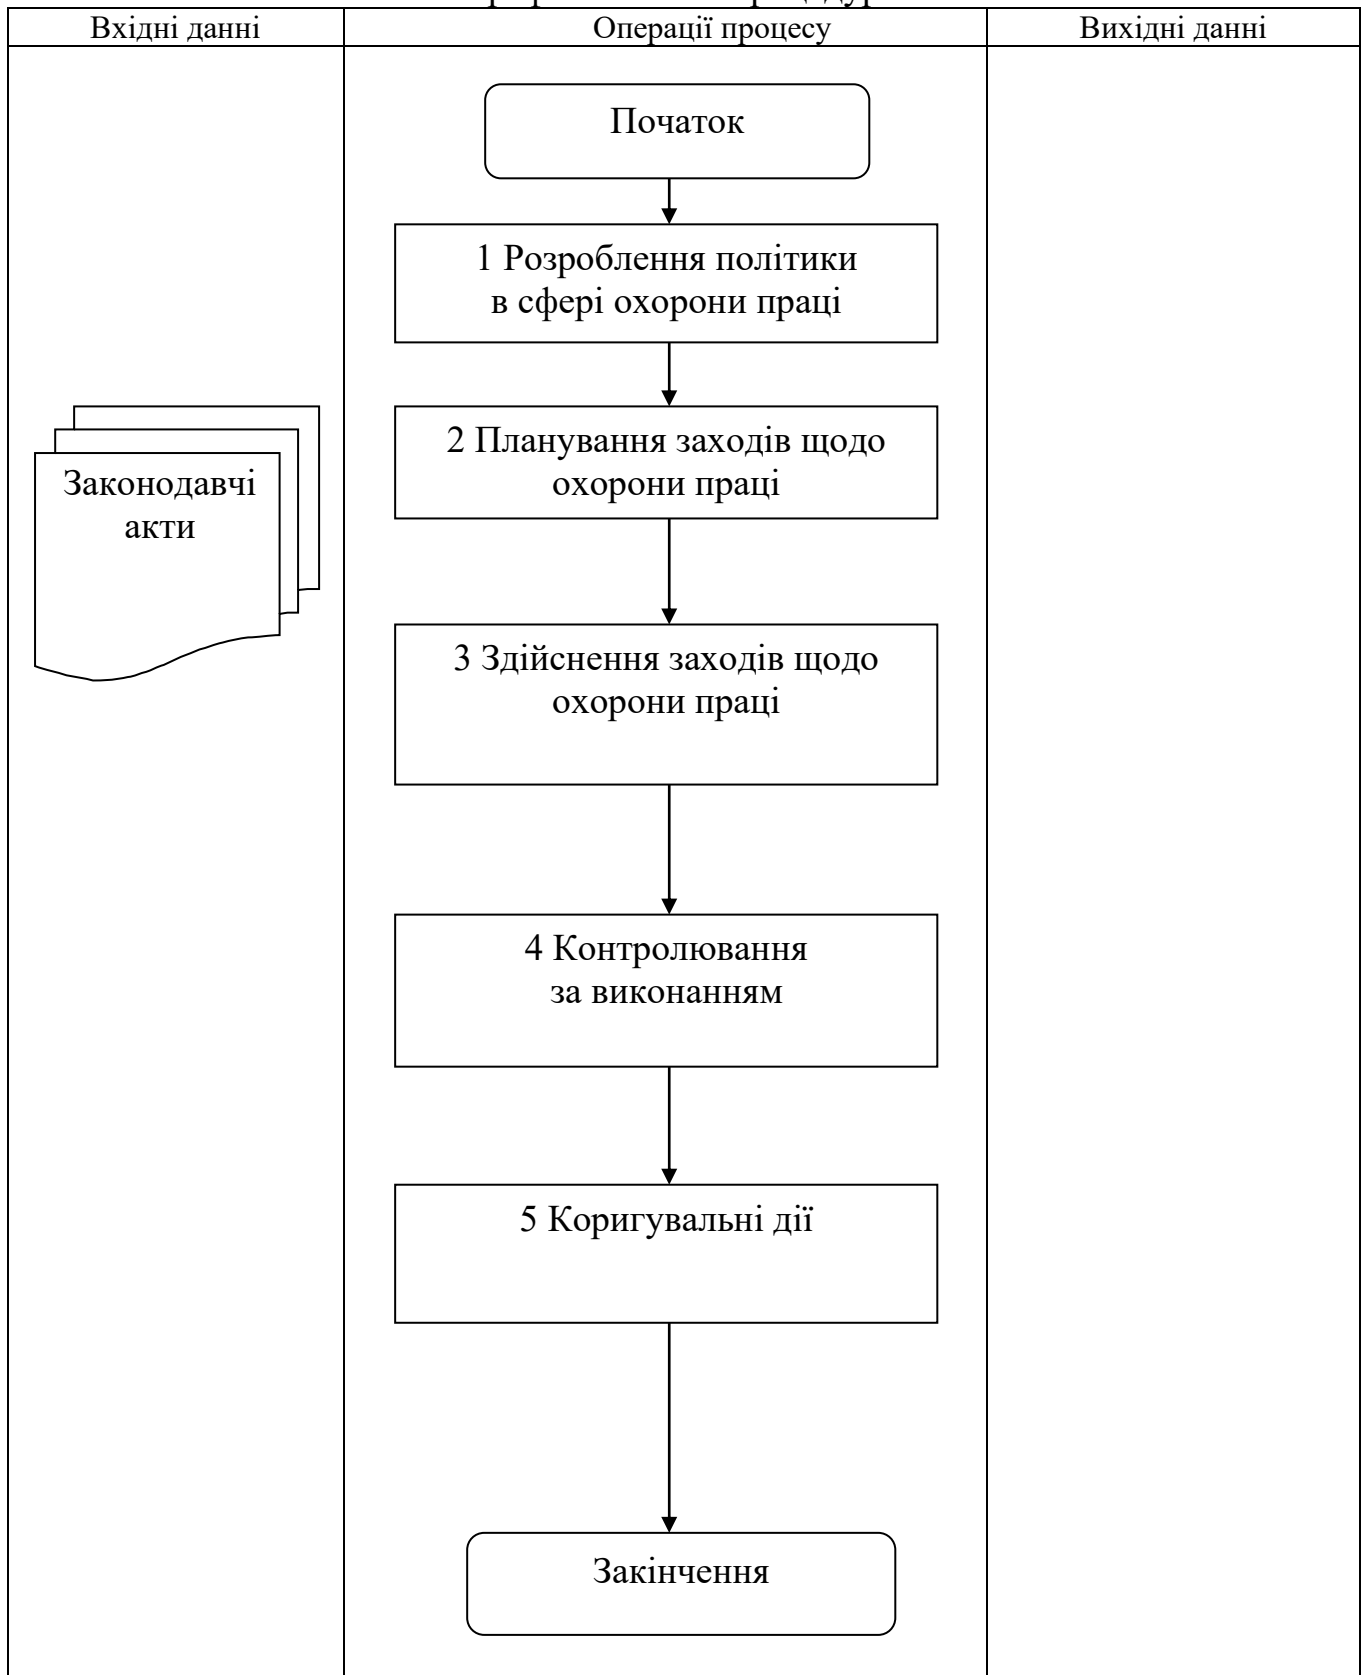 Вхідні данні
Операції процесу
Вихідні данні
Початок
1 Розроблення політики
в сфері охорони праці
2 Планування заходів щодо
охорони праці
Законодавчі
акти
3 Здійснення заходів щодо
охорони праці
4 Контролювання
за виконанням
5 Коригувальні дії
Закінчення